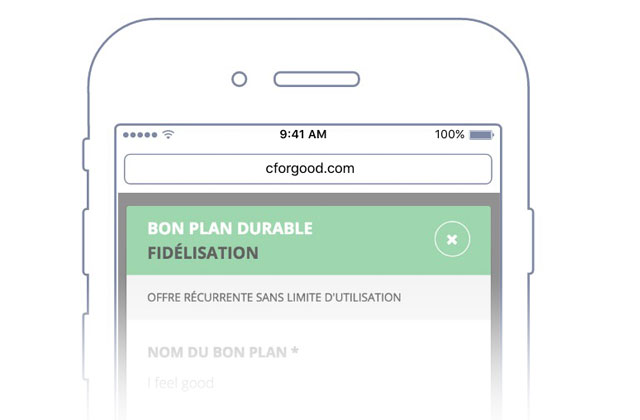 9:41 AM
100%
cforgood.com
BON PLAN DURABLE
FIDÉLISATION
OFFRE RÉCURRENTE SANS LIMITE D'UTILISATION
NOM DU BON PLAN *
I feel good